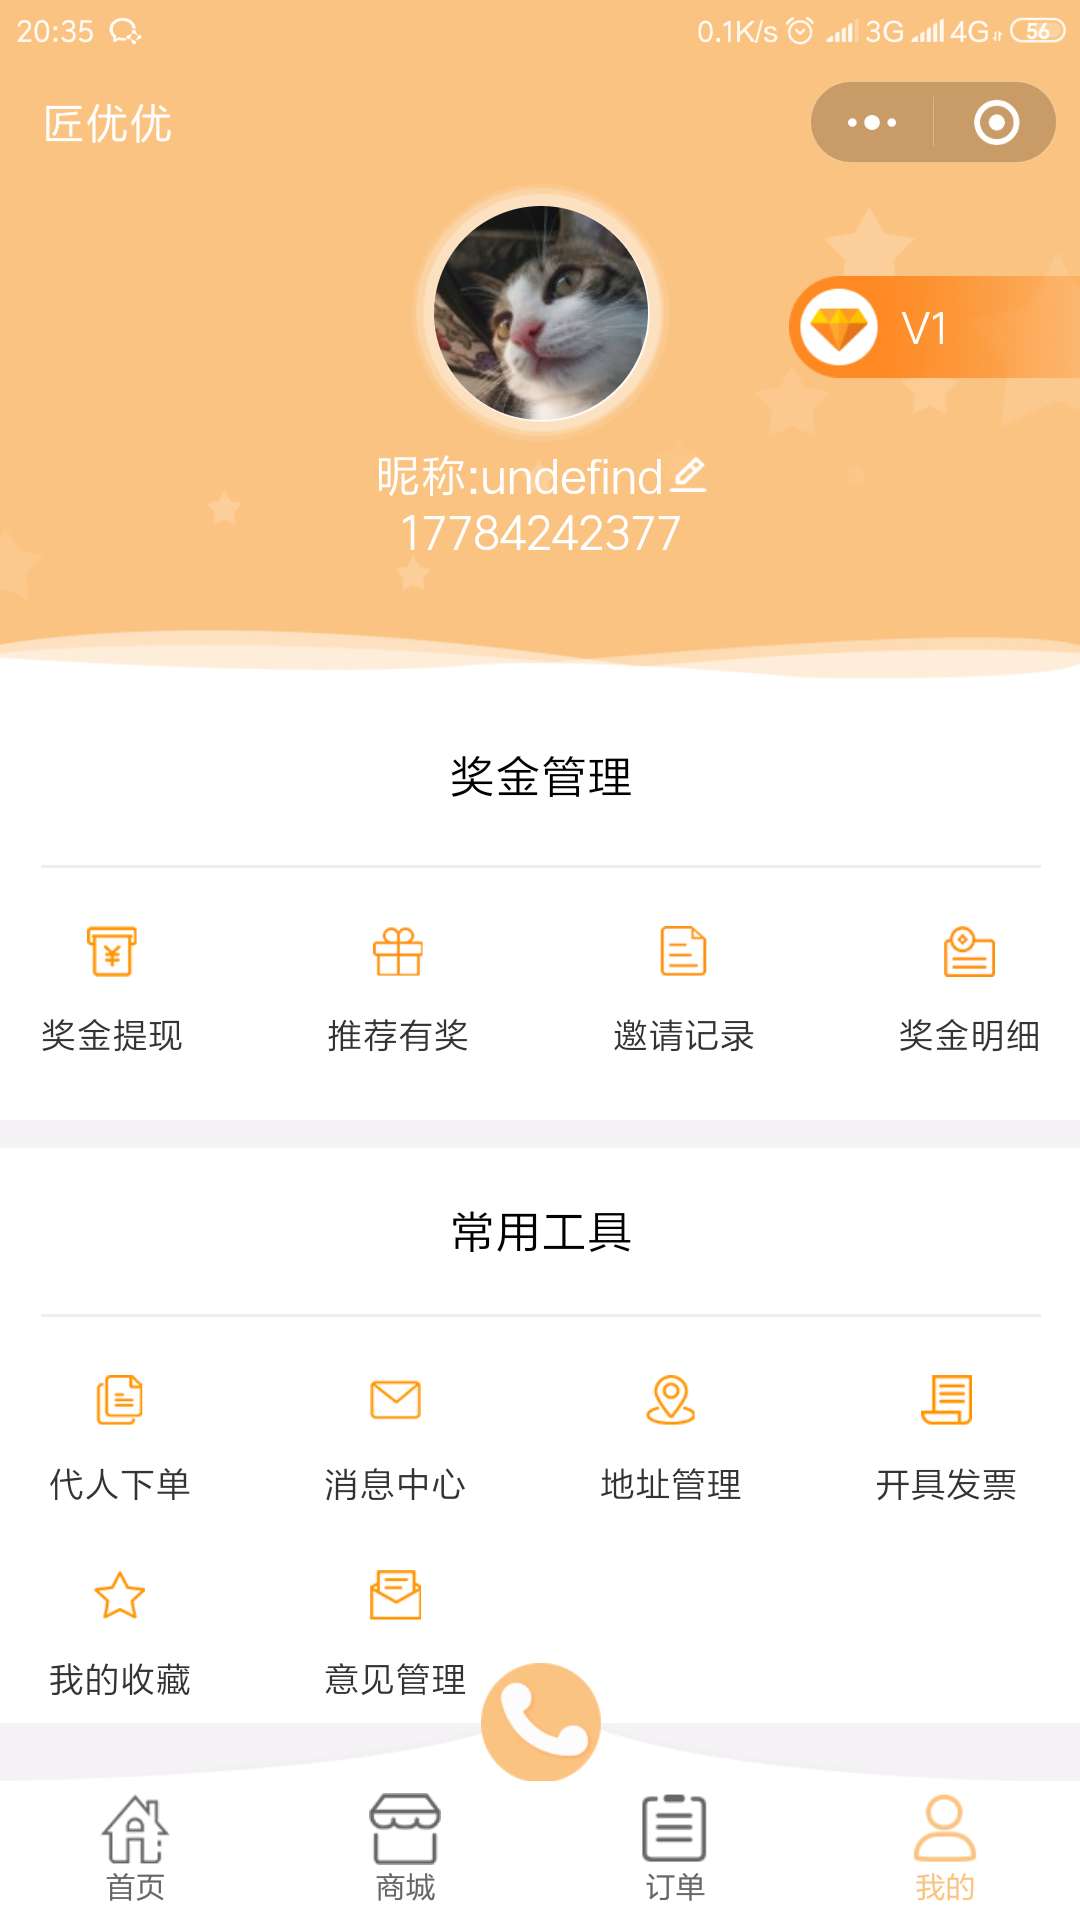 20:35 0.1K/s 3G 4G 56
匠优优
V1
昵称:undefind
17784242377
奖金管理
奖金提现 推荐有奖 邀请记录 奖金明细
常用工具
代人下单 消息中心 地址管理 开具发票
我的收藏 意见管理
首页 商城 订单 我的